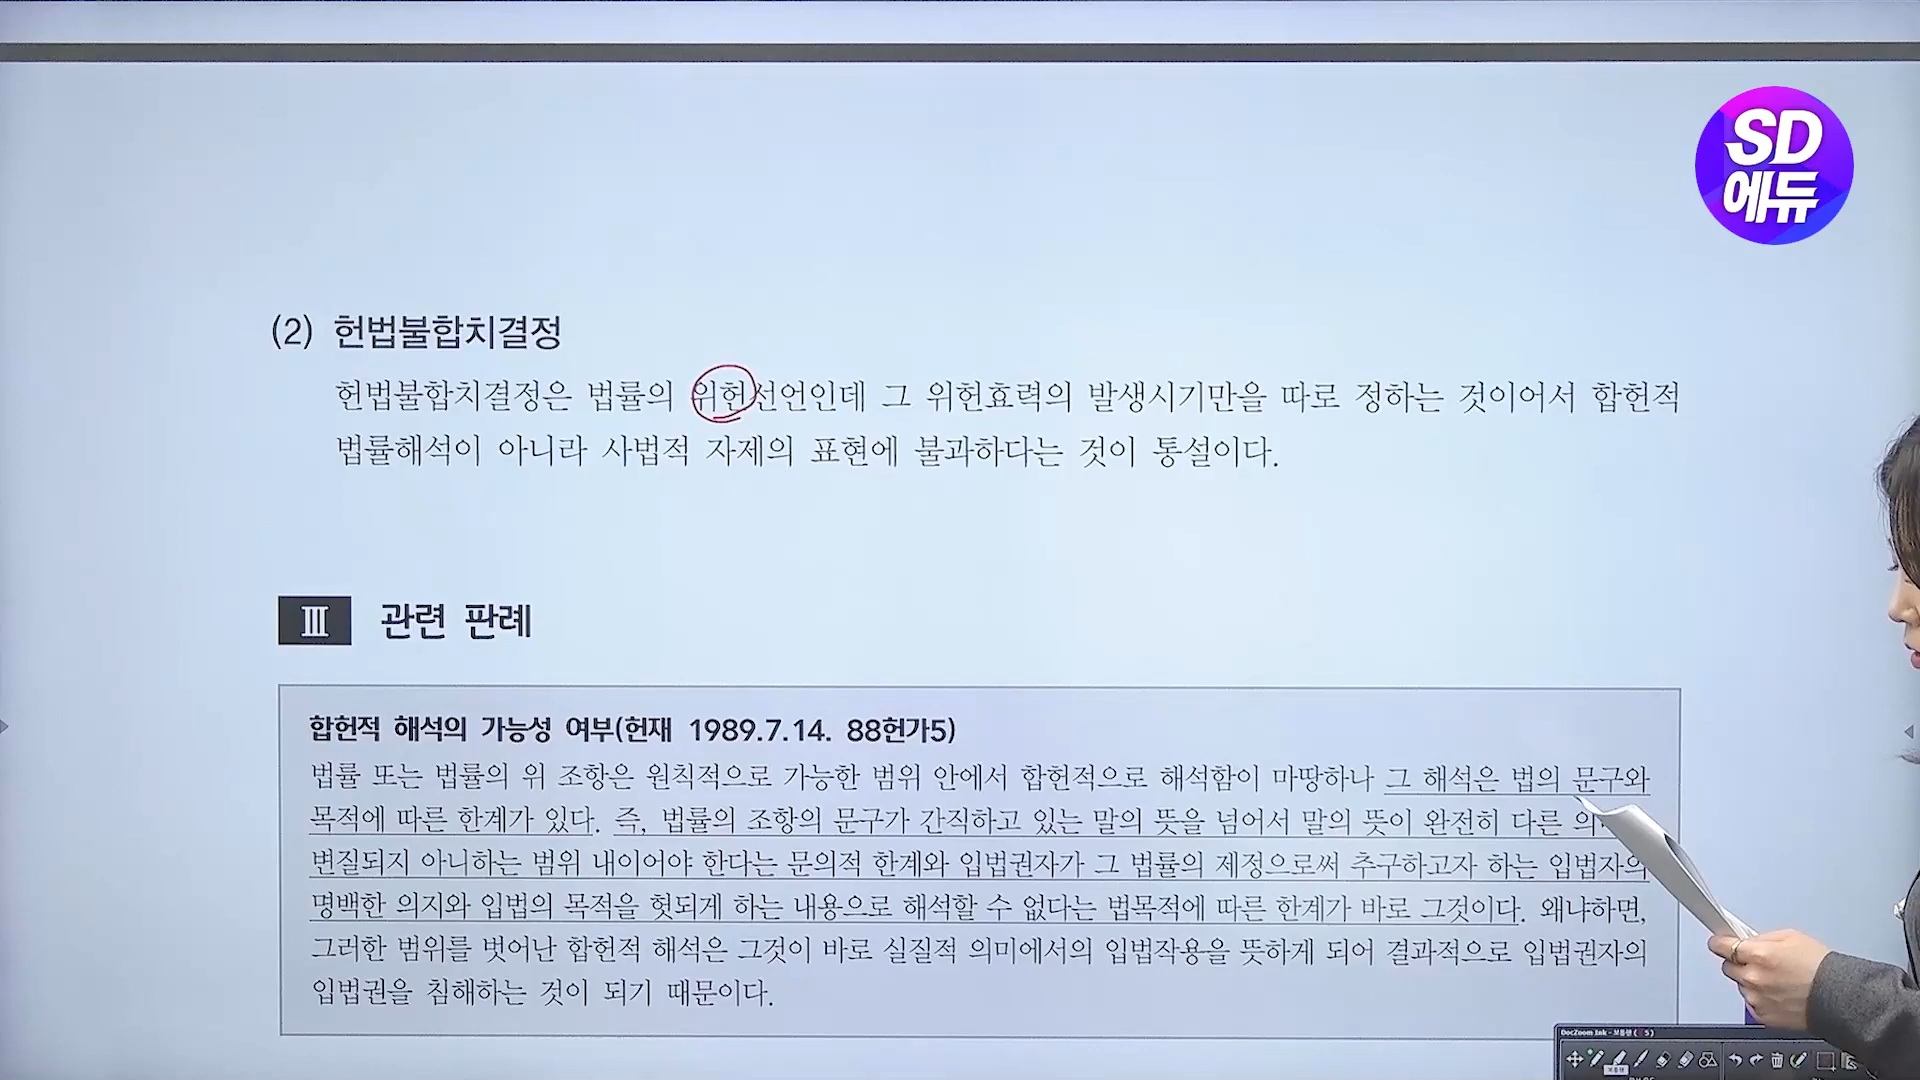 SD
에듀
(2) 헌법불합치결정
헌법불합치결정은 법률의 위헌선언인데 그 위헌효력의 발생시기만을 따로 정하는 것이어서 합헌적
법률해석이 아니라 사법적 자제의 표현에 불과하다는 것이 통설이다.
Ⅲ 관련 판례
합헌적 해석의 가능성 여부(헌재 1989.7.14. 88헌가5)
법률 또는 법률의 위 조항은 원칙적으로 가능한 범위 안에서 합헌적으로 해석함이 마땅하나 그 해석은 법의 문구와
목적에 따른 한계가 있다. 즉, 법률의 조항의 문구가 간직하고 있는 말의 뜻을 넘어서 말의 뜻이 완전히 다른
변질되지 아니하는 범위 내이어야 한다는 문의적 한계와 입법권자가 그 법률의 제정으로써 추구하고자 하는 입법자의
명백한 의지와 입법의 목적을 헛되게 하는 내용으로 해석할 수 없다는 법목적에 따른 한계가 바로 그것이다. 왜냐하면,
그러한 범위를 벗어난 합헌적 해석은 그것이 바로 실질적 의미에서의 입법작용을 뜻하게 되어 결과적으로 입법권자의
입법권을 침해하는 것이 되기 때문이다.
DocZoom Ink - 보통펜( 5)